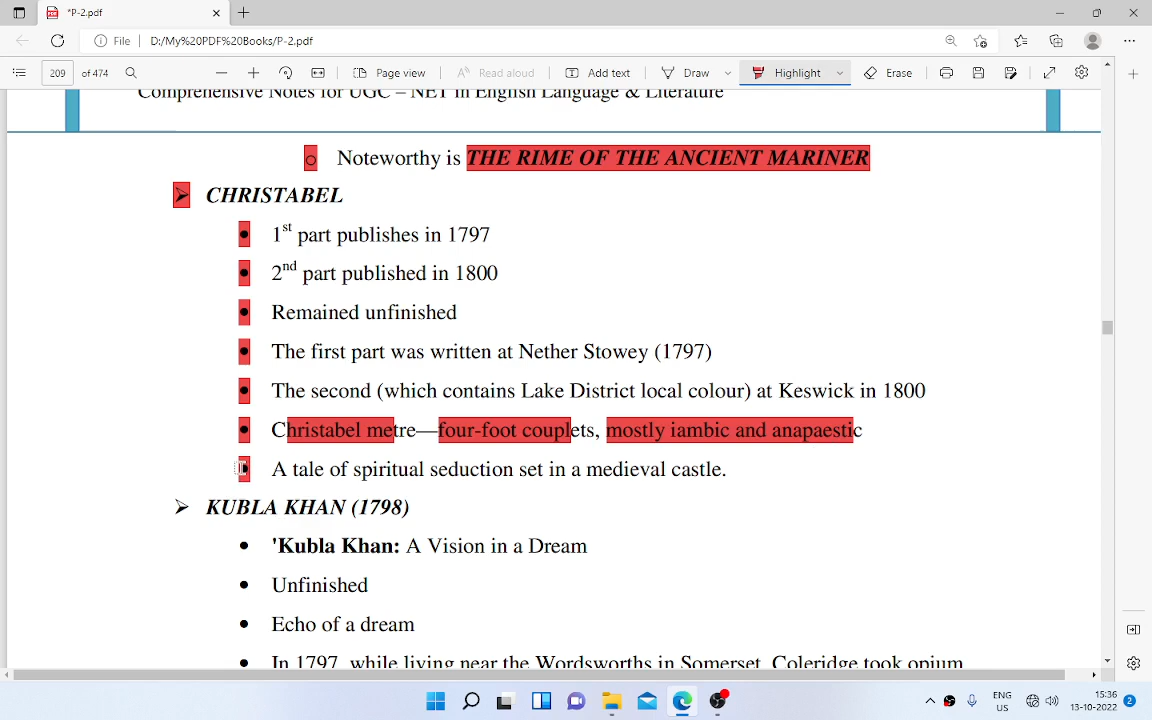 *P-2.pdf
File
D:/My%20PDF%20Books/P-2.pdf
209 of 474
Page view
Read aloud
Add text
Draw
Highlight
Erase
Comprehensive Notes for UGC – NET in English Language & Literature
Noteworthy is THE RIME OF THE ANCIENT MARINER
CHRISTABEL
1st part publishes in 1797
2nd part published in 1800
Remained unfinished
The first part was written at Nether Stowey (1797)
The second (which contains Lake District local colour) at Keswick in 1800
Christabel metre—four-foot couplets, mostly iambic and anapaestic
A tale of spiritual seduction set in a medieval castle.
KUBLA KHAN (1798)
'Kubla Khan: A Vision in a Dream
Unfinished
Echo of a dream
In 1797, while living near the Wordsworths in Somerset, Coleridge took opium
ENG
US
15:36
13-10-2022
2